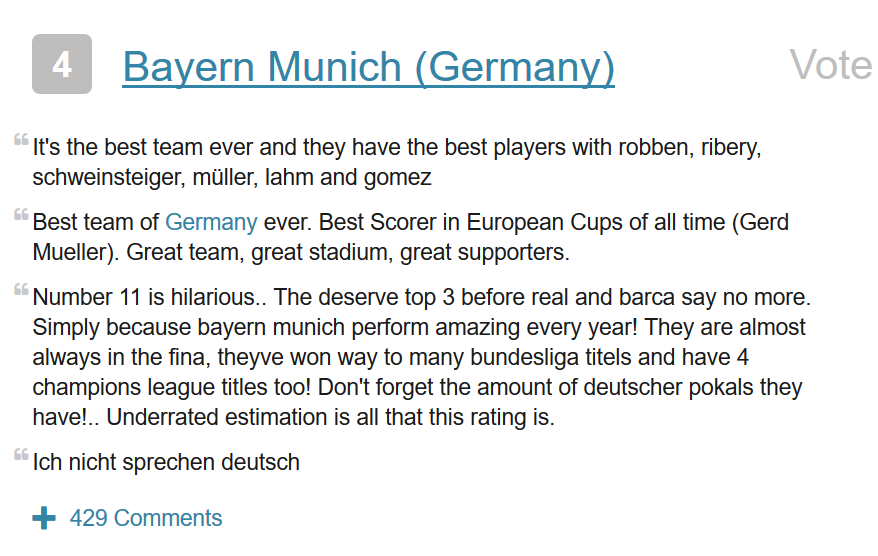 4 Bayern Munich (Germany) Vote
“It's the best team ever and they have the best players with robben, ribery,
schweinsteiger, müller, lahm and gomez
“Best team of Germany ever. Best Scorer in European Cups of all time (Gerd
Mueller). Great team, great stadium, great supporters.
“Number 11 is hilarious.. The deserve top 3 before real and barca say no more.
Simply because bayern munich perform amazing every year! They are almost
always in the fina, theyve won way to many bundesliga titels and have 4
champions league titles too! Don't forget the amount of deutscher pokals they
have!.. Underrated estimation is all that this rating is.
“Ich nicht sprechen deutsch
+ 429 Comments